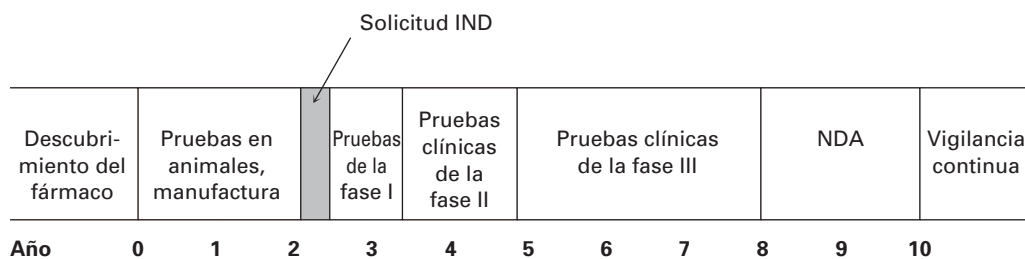 Solicitud IND
Descubri-
miento del
fármaco
Pruebas en
animales,
manufactura
Pruebas
de la
fase I
Pruebas
clínicas
de la
fase II
Pruebas clínicas
de la fase III
NDA
Vigilancia
continua
Año 0 1 2 3 4 5 6 7 8 9 10